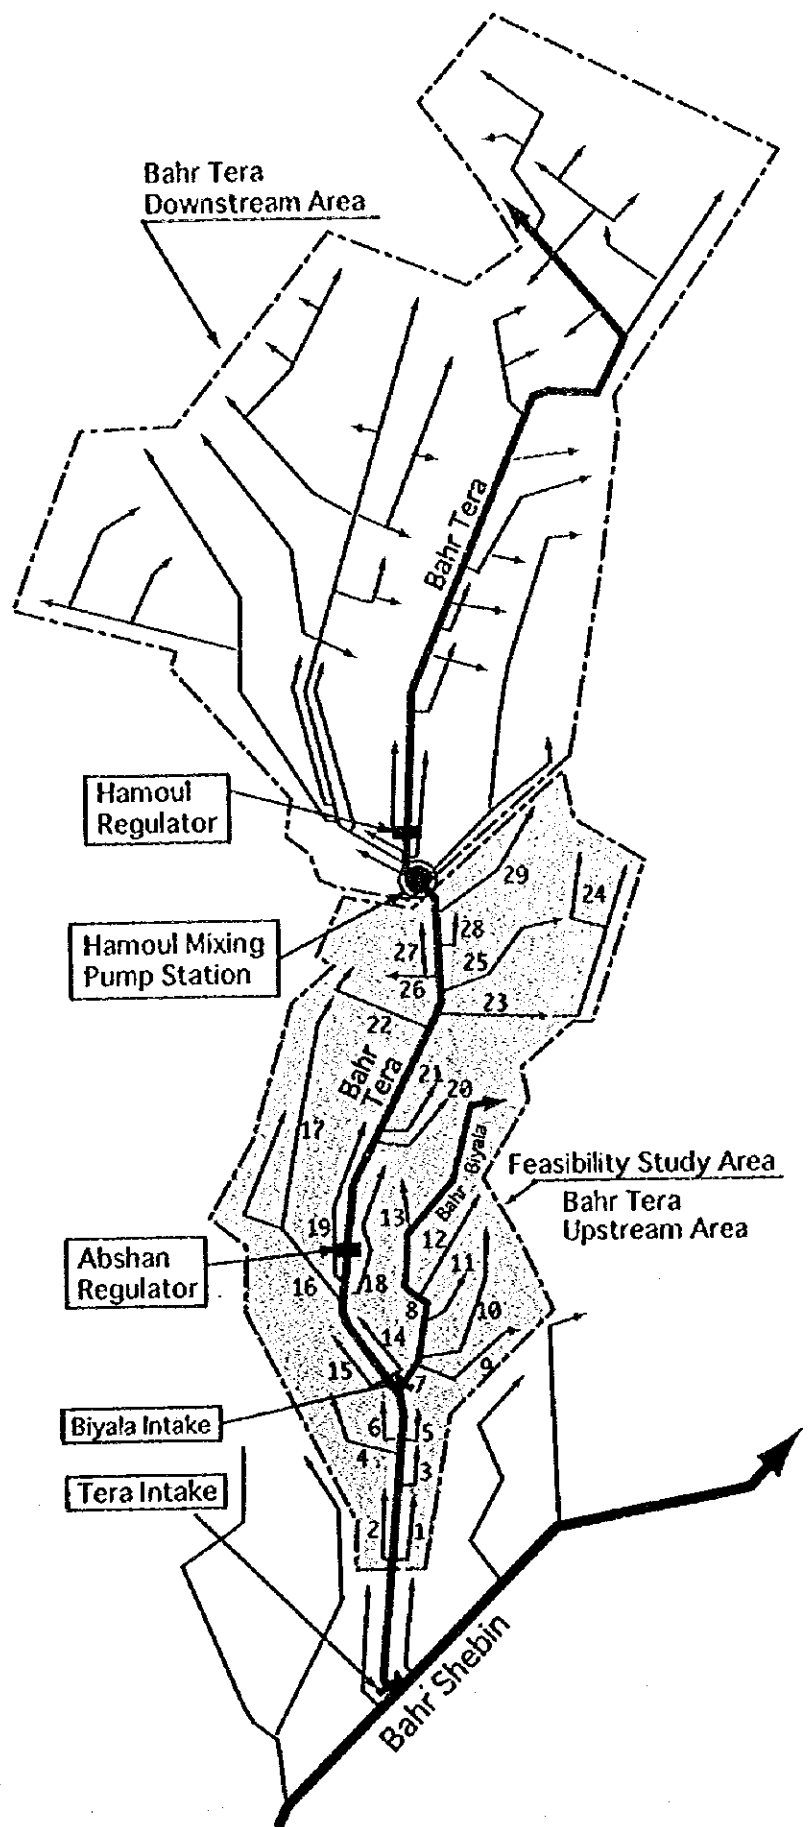 Bahr Tera
Downstream Area
Bahr Tera
Hamoul
Regulator
29
24
28
27
25
Hamoul Mixing
Pump Station
26
23
22
Bahr
Tera
21
20
17
Bahr Biyala
Feasibility Study Area
Bahr Tera
Upstream Area
13
19
12
11
Abshan
Regulator
16
18
8
10
14
15
9
7
Biyala Intake
6
5
4
3
Tera Intake
2
1
Bahr Shebin